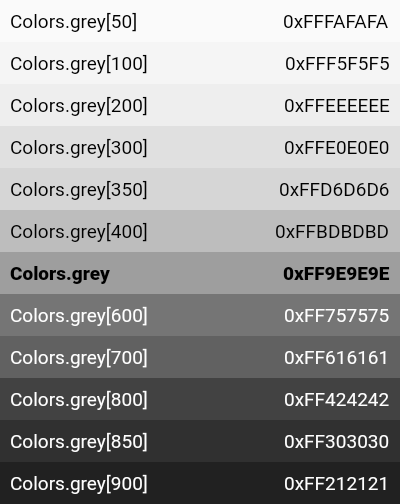 Colors.grey[50] 0xFFFAFAFA
Colors.grey[100] 0xFFF5F5F5
Colors.grey[200] 0xFFEEEEEE
Colors.grey[300] 0xFFE0E0E0
Colors.grey[350] 0xFFD6D6D6
Colors.grey[400] 0xFFBDBDBD
Colors.grey 0xFF9E9E9E
Colors.grey[600] 0xFF757575
Colors.grey[700] 0xFF616161
Colors.grey[800] 0xFF424242
Colors.grey[850] 0xFF303030
Colors.grey[900] 0xFF212121